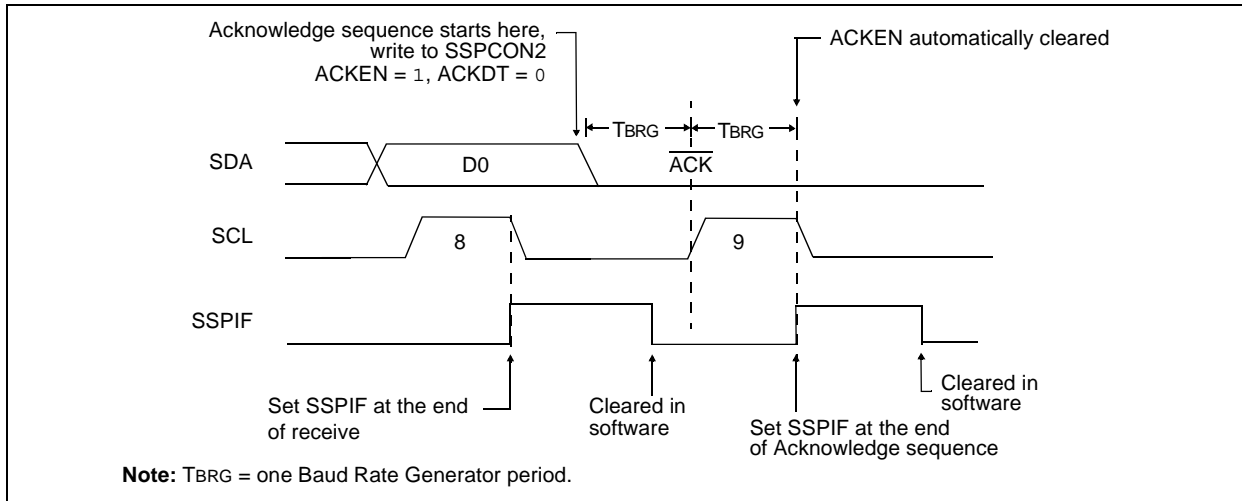 Acknowledge sequence starts here,
write to SSPCON2
ACKEN = 1, ACKDT = 0
ACKEN automatically cleared
TBRG
TBRG
SDA
D0
ACK
SCL
8
9
SSPIF
Set SSPIF at the end
of receive
Cleared in
software
Set SSPIF at the end
of Acknowledge sequence
Cleared in
software
Note: TBRG = one Baud Rate Generator period.